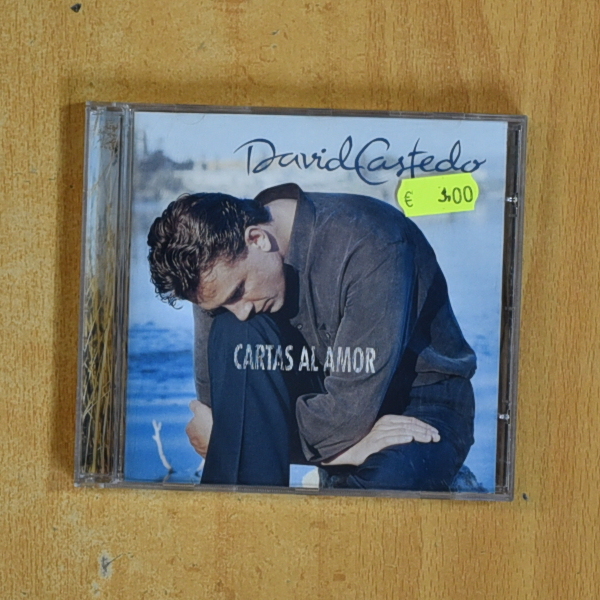 David Castedo
€ 3,00
CARTAS AL AMOR